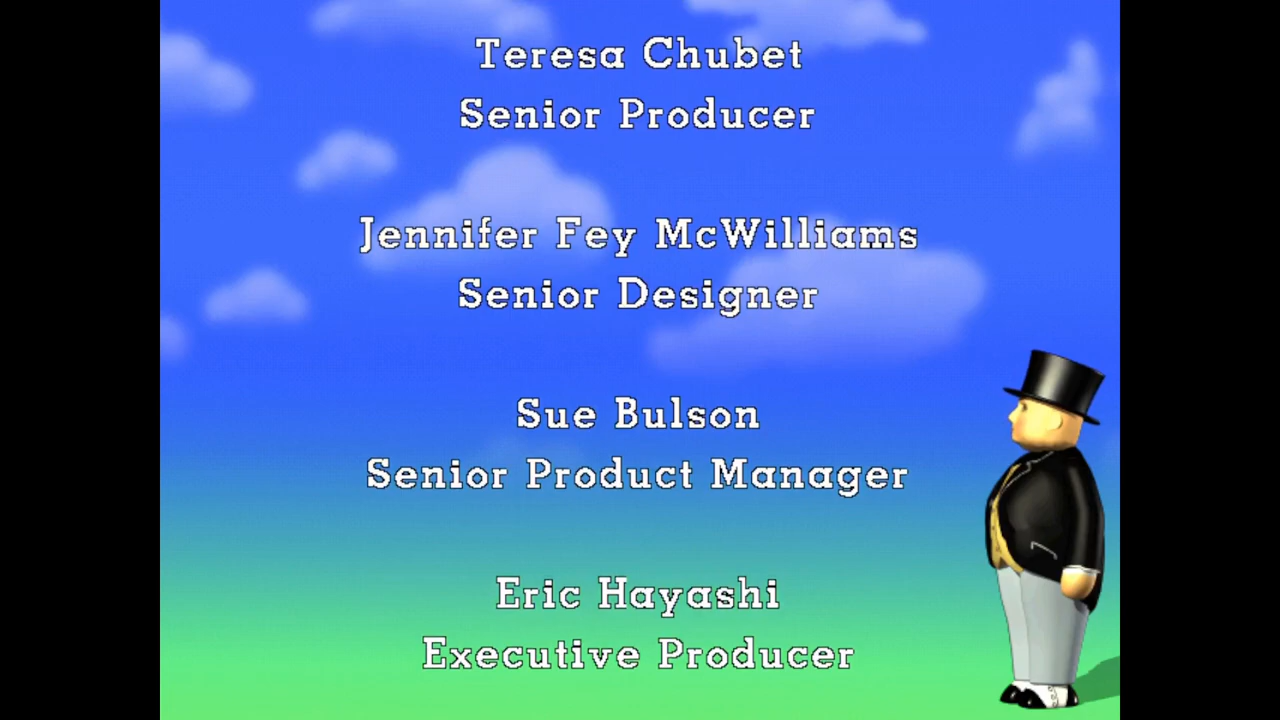 Teresa Chubet
Senior Producer
Jennifer Fey McWilliams
Senior Designer
Sue Bulson
Senior Product Manager
Eric Hayashi
Executive Producer